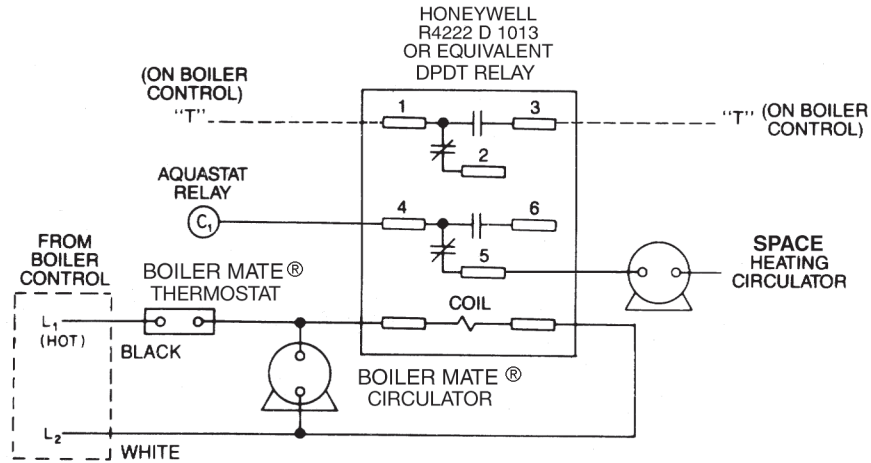 HONEYWELL
R4222 D 1013
OR EQUIVALENT
DPDT RELAY
(ON BOILER
CONTROL)
"T"
1
3
"T" (ON BOILER
CONTROL)
2
AQUASTAT
RELAY
C1
4
6
5
SPACE
HEATING
CIRCULATOR
FROM
BOILER
CONTROL
BOILER MATE®
THERMOSTAT
COIL
L1
(HOT)
BLACK
BOILER MATE ®
CIRCULATOR
L2
WHITE